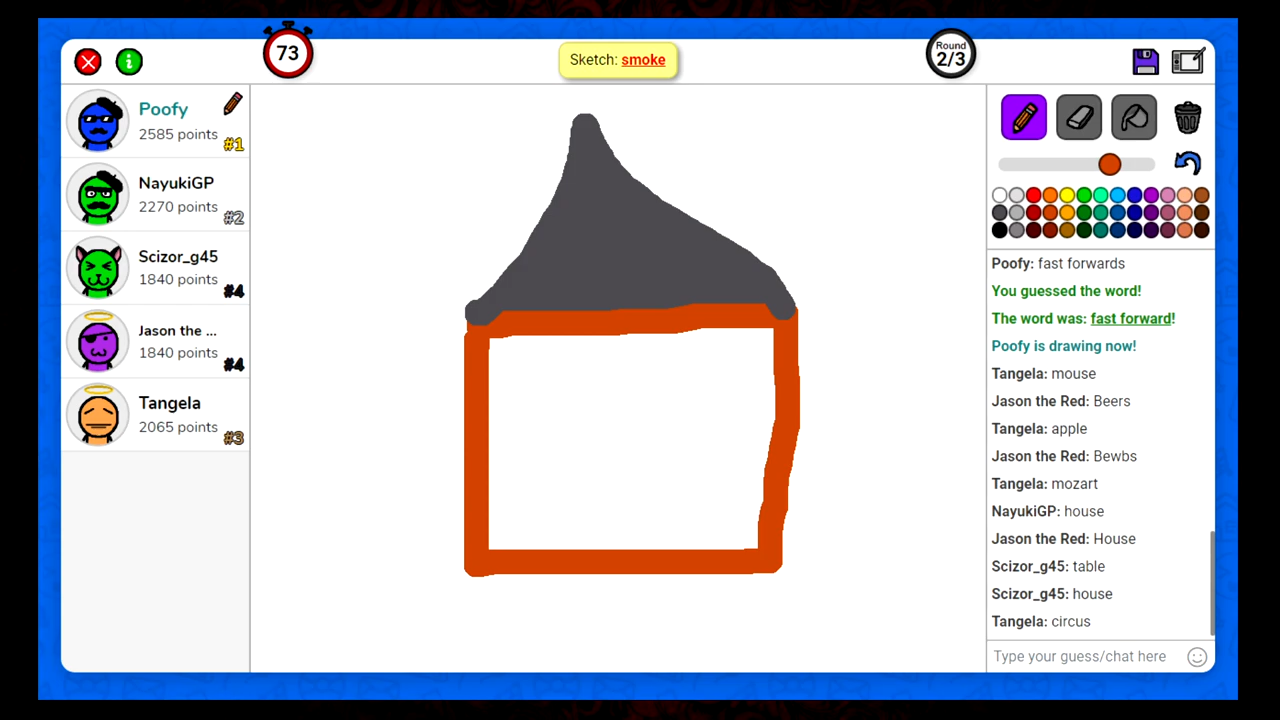 73
Sketch: smoke
Round
2/3
Poofy
2585 points
#1
NayukiGP
2270 points
#2
Scizor_g45
1840 points
#4
Jason the ...
1840 points
#4
Tangela
2065 points
#3
Poofy: fast forwards
You guessed the word!
The word was: fast forward!
Poofy is drawing now!
Tangela: mouse
Jason the Red: Beers
Tangela: apple
Jason the Red: Bewbs
Tangela: mozart
NayukiGP: house
Jason the Red: House
Scizor_g45: table
Scizor_g45: house
Tangela: circus
Type your guess/chat here